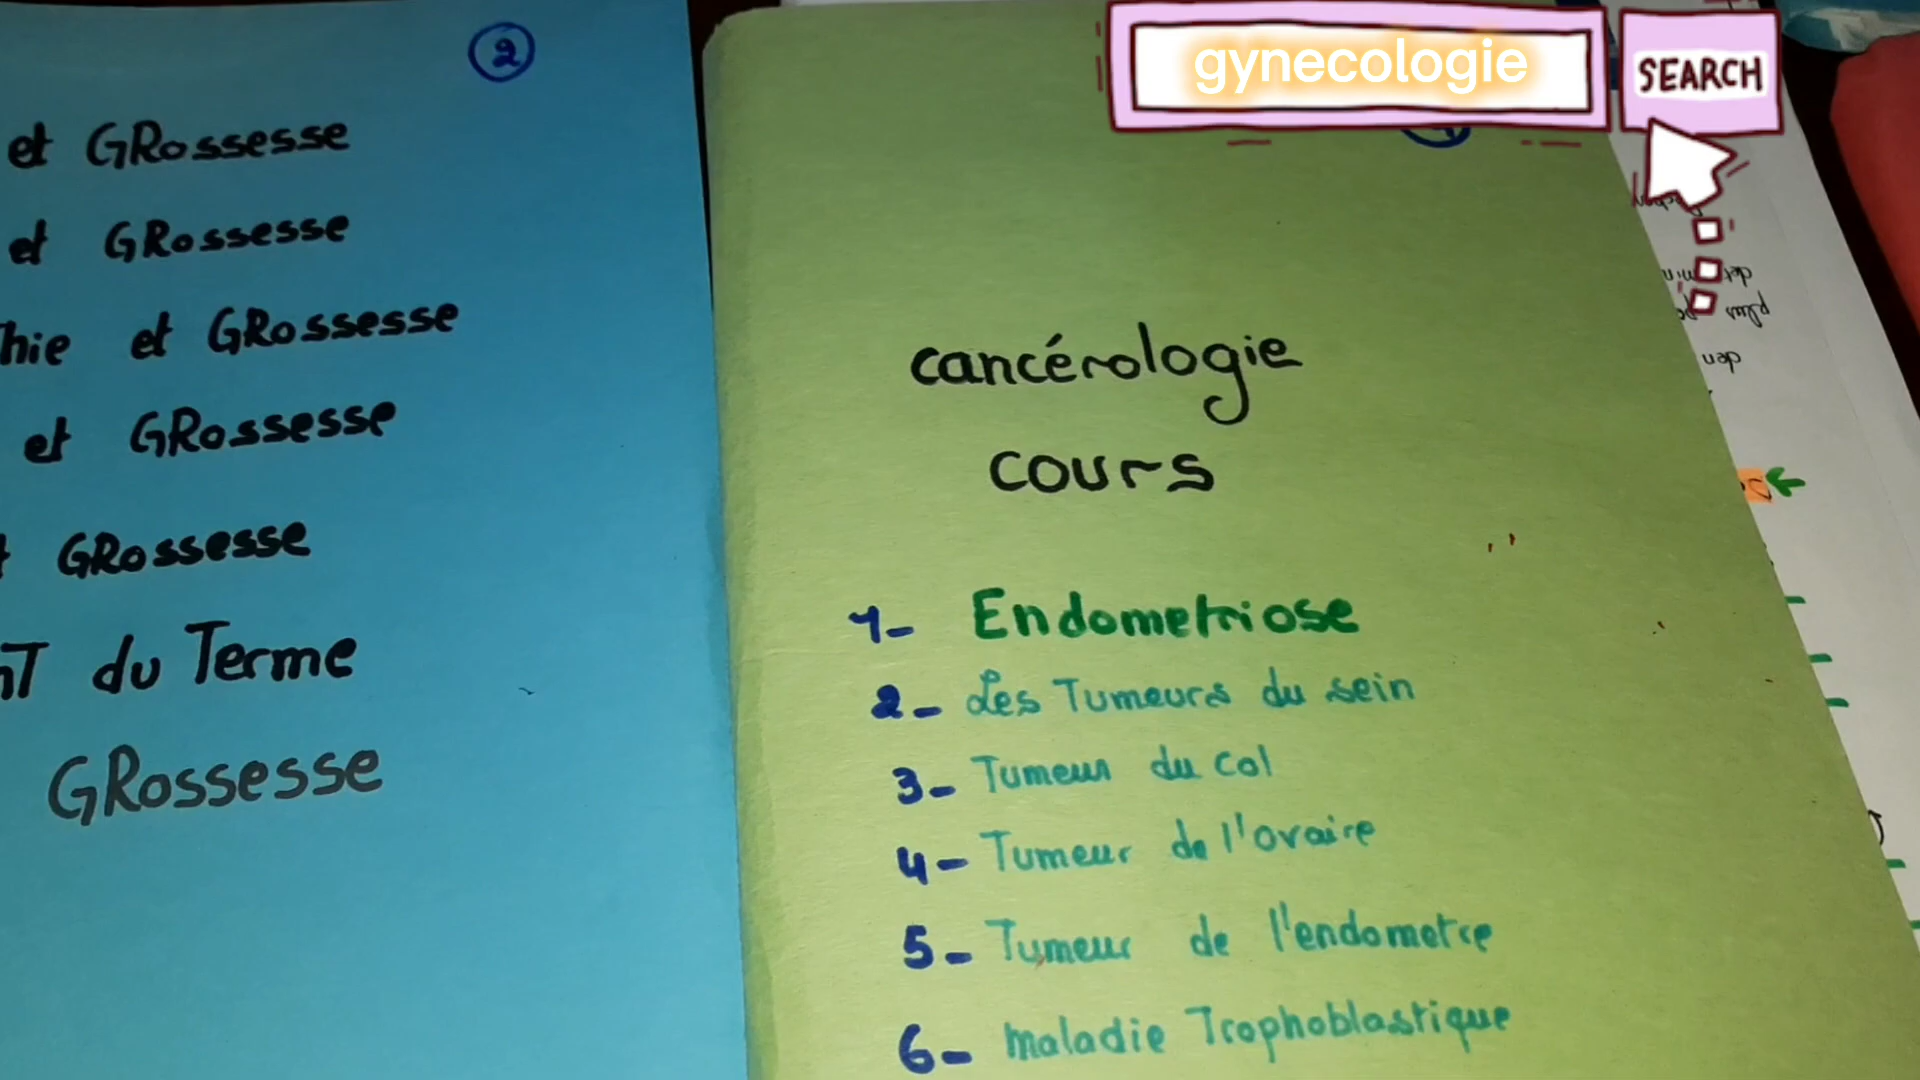 2
et GRossesse
et GRossesse
et GRossesse
et GRossesse
GRossesse
du Terme
GRossesse
gynecologie
SEARCH
cancérologie
cours
1- Endometriose
2- Les Tumeurs du sein
3- Tumeur du col
4- Tumeur de l'ovaire
5- Tumeur de l'endometre
6- maladie Trophoblastique
plus